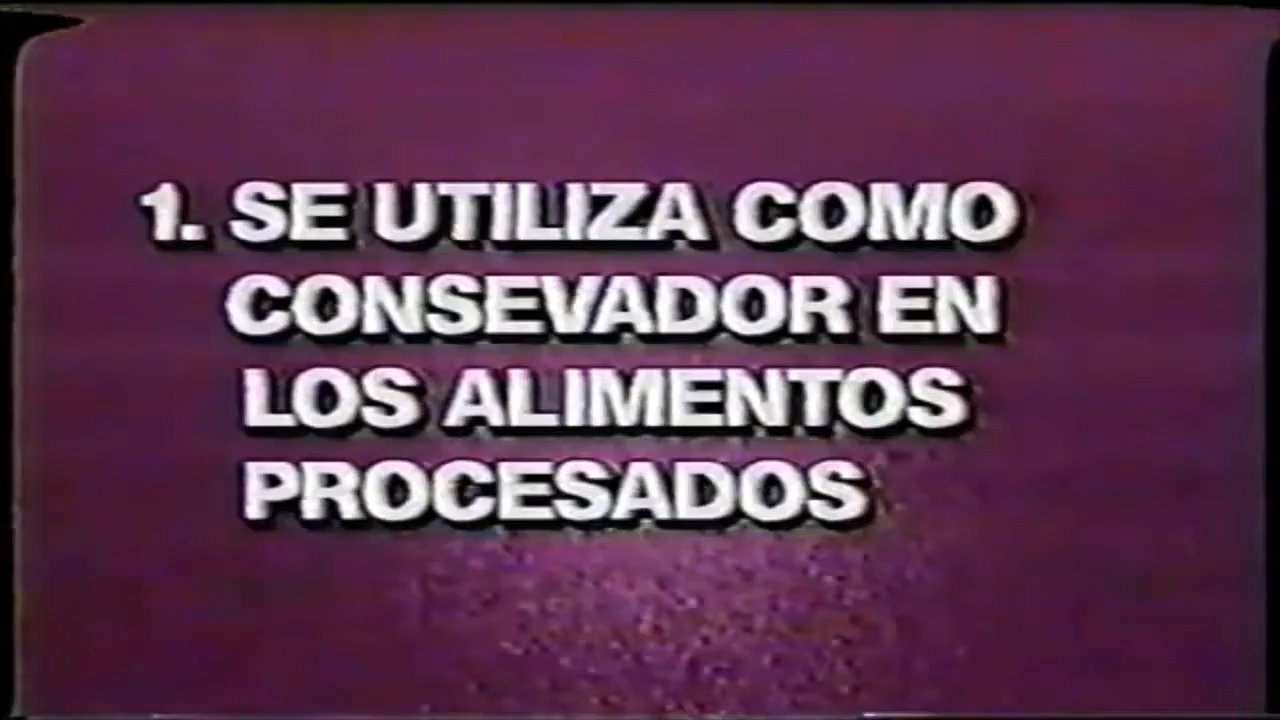 1. SE UTILIZA COMO
CONSEVADOR EN
LOS ALIMENTOS
PROCESADOS